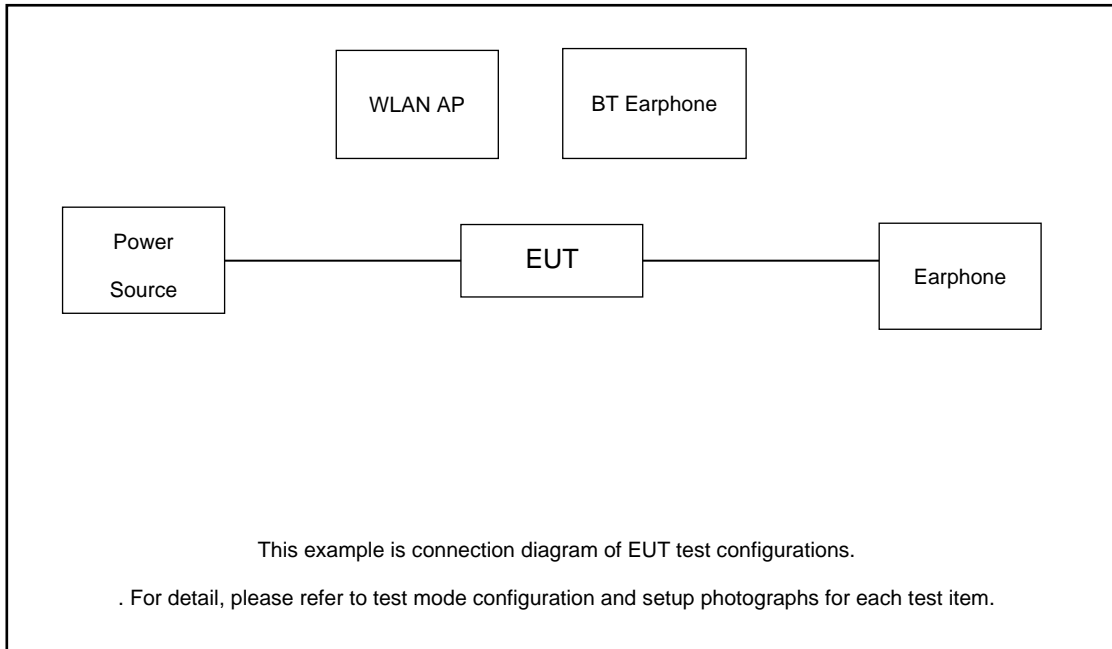 WLAN AP
BT Earphone
Power
Source
EUT
Earphone
This example is connection diagram of EUT test configurations.
. For detail, please refer to test mode configuration and setup photographs for each test item.